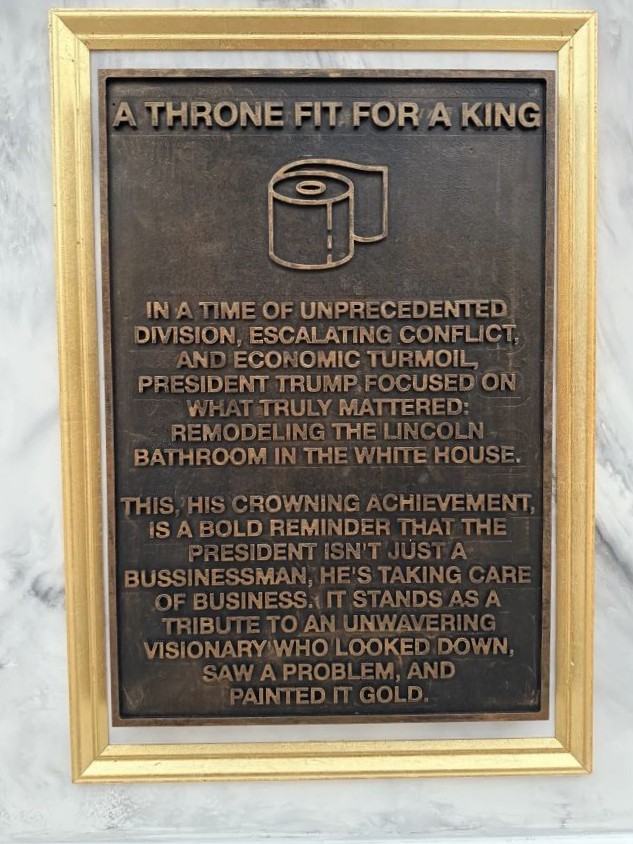 A THRONE FIT FOR A KING
IN A TIME OF UNPRECEDENTED
DIVISION, ESCALATING CONFLICT,
AND ECONOMIC TURMOIL,
PRESIDENT TRUMP FOCUSED ON
WHAT TRULY MATTERED:
REMODELING THE LINCOLN
BATHROOM IN THE WHITE HOUSE.
THIS, HIS CROWNING ACHIEVEMENT,
IS A BOLD REMINDER THAT THE
PRESIDENT ISN'T JUST A
BUSSINESSMAN, HE'S TAKING CARE
OF BUSINESS. IT STANDS AS A
TRIBUTE TO AN UNWAVERING
VISIONARY WHO LOOKED DOWN,
SAW A PROBLEM, AND
PAINTED IT GOLD.